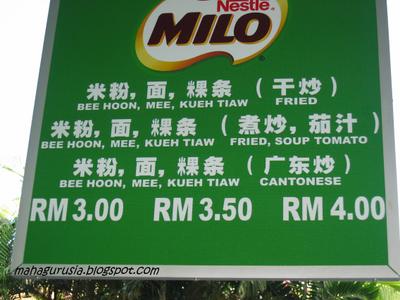 Nestle
MILO
米粉, 面, 粿条 (干炒)
BEE HOON, MEE, KUEH TIAW FRIED
米粉, 面, 粿条 (煮炒, 茄汁)
BEE HOON, MEE, KUEH TIAW FRIED, SOUP TOMATO
米粉, 面, 粿条 (广东炒)
BEE HOON, MEE, KUEH TIAW CANTONESE
RM 3.00 RM 3.50 RM 4.00
mahagurusia.blogspot.com